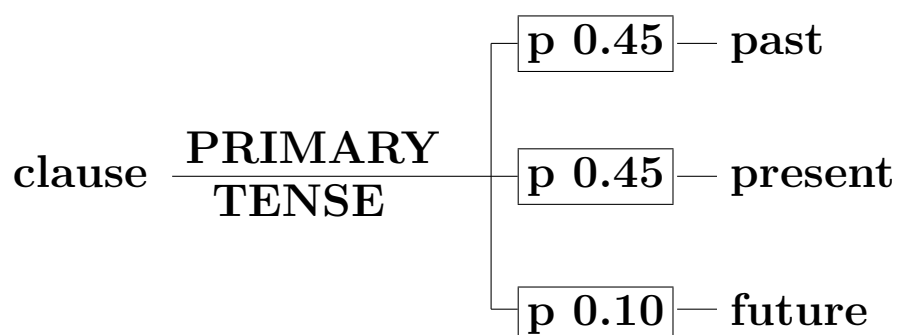 p 0.45 past
PRIMARY
clause p 0.45 present
TENSE
p 0.10 future